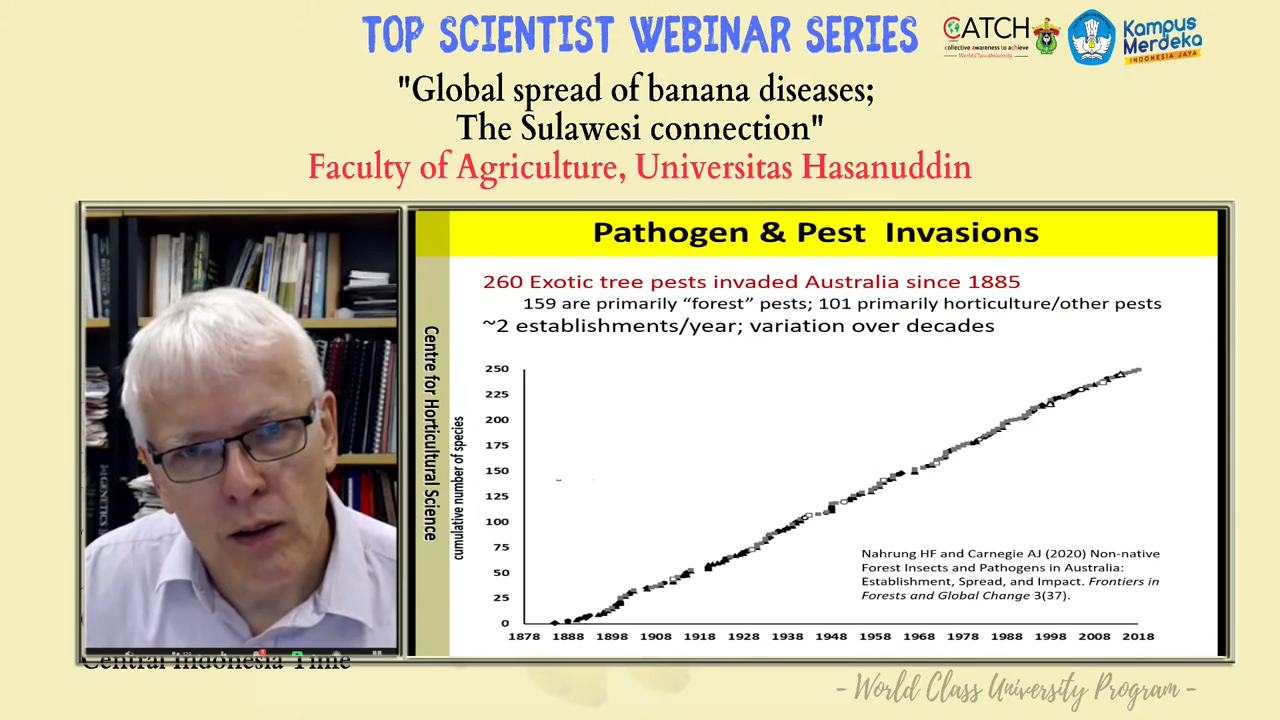 TOP SCIENTIST WEBINAR SERIES
CATCH
collective awareness to achieve
World Class University
Kampus
Merdeka
INDONESIA JAYA
"Global spread of banana diseases;
The Sulawesi connection"
Faculty of Agriculture, Universitas Hasanuddin
Pathogen & Pest Invasions
260 Exotic tree pests invaded Australia since 1885
159 are primarily “forest” pests; 101 primarily horticulture/other pests
~2 establishments/year; variation over decades
Centre for Horticultural Science
cumulative number of species
250
225
200
175
150
125
100
75
50
25
0
1878 1888 1898 1908 1918 1928 1938 1948 1958 1968 1978 1988 1998 2008 2018
Nahrung HF and Carnegie AJ (2020) Non-native
Forest Insects and Pathogens in Australia:
Establishment, Spread, and Impact. Frontiers in
Forests and Global Change 3(37).
GENETICS
Central Indonesia Time
- World Class University Program -